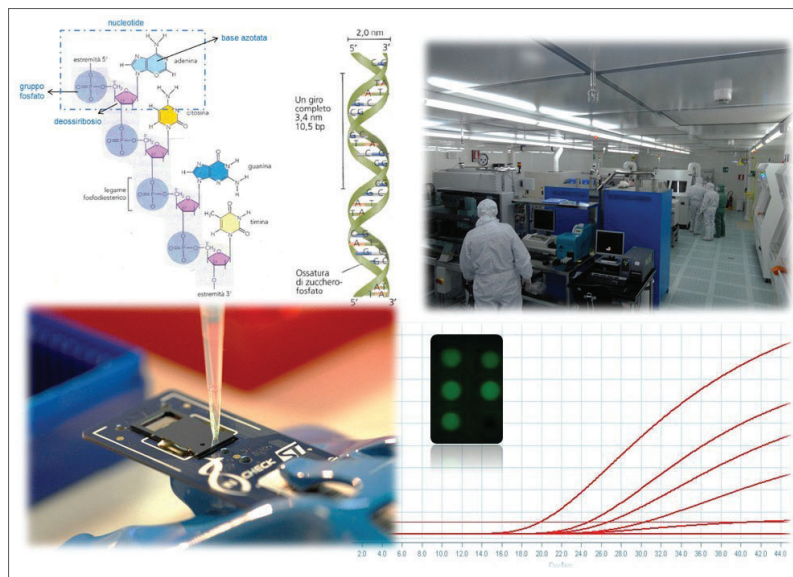 nucleotide
base azotata
adenina
estremità 5'
gruppo
fosfato
deossiribosio
citosina
guanina
legame
fosfodiesterico
timina
estremità 3'
2,0 nm
5' 3'
Un giro
completo
3,4 nm
10,5 bp
Ossatura
di zucchero-
fosfato
5' 3'
CHECK ST
2.0 4.0 6.0 8.0 10.0 12.0 14.0 16.0 18.0 20.0 22.0 24.0 26.0 28.0 30.0 32.0 34.0 36.0 38.0 40.0 42.0 44.0